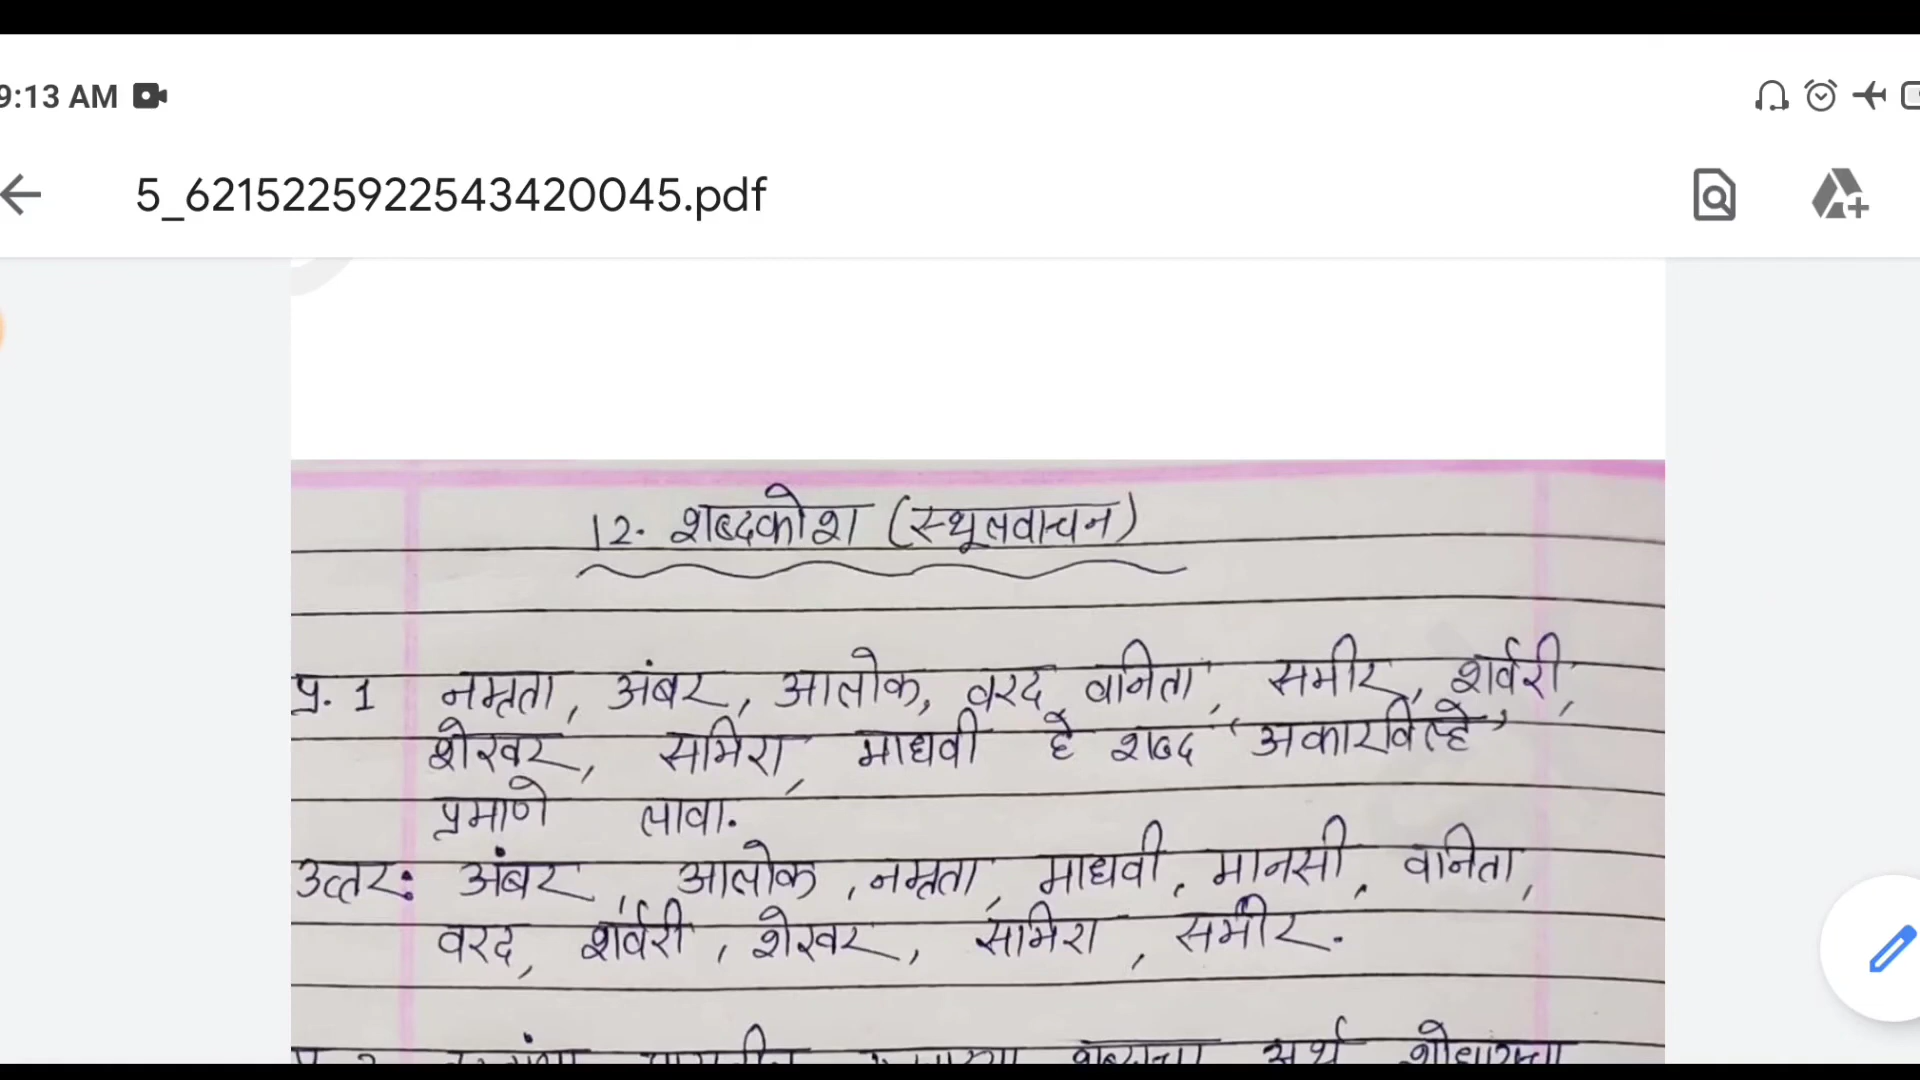 9:13 AM
5_6215225922543420045.pdf
12. शब्दकोश (स्थूलवाचन)
प्र. 1 नम्रता, अंबर, आलोक, वरद, वनिता, समीर, शर्वरी,
शेखर, समिरा, माधवी हे शब्द 'अकारविल्हे'
प्रमाणे लावा.
उत्तर: अंबर, आलोक, नम्रता, माधवी, मानसी, वनिता,
वरद, शर्वरी, शेखर, समिरा, समीर.
अर्थ